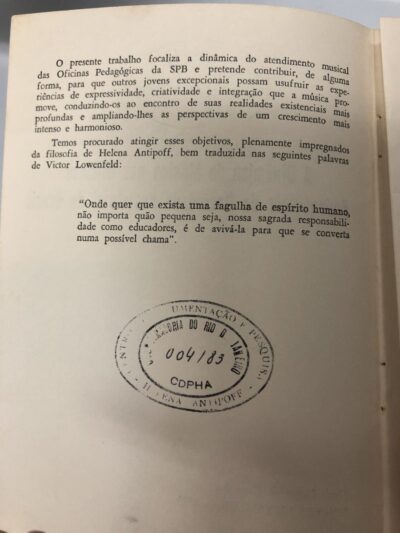 O presente trabalho focaliza a dinâmica do atendimento musical
das Oficinas Pedagógicas da SPB e pretende contribuir, de alguma
forma, para que outros jovens excepcionais possam usufruir as expe-
riências de expressividade, criatividade e integração que a música pro-
move, conduzindo-os ao encontro de suas realidades existenciais mais
profundas e ampliando-lhes as perspectivas de um crescimento mais
intenso e harmonioso.
Temos procurado atingir esses objetivos, plenamente impregnados
da filosofia de Helena Antipoff, bem traduzida nas seguintes palavras
de Victor Lowenfeld:
"Onde quer que exista uma fagulha de espírito humano,
não importa quão pequena seja, nossa sagrada responsabili-
dade como educadores, é de avivá-la para que se converta
numa possível chama".
UMENTAÇÃO E PESQUISA
DO RIO D JANEIRO
004/83
CDPHA
ANTIPOFF